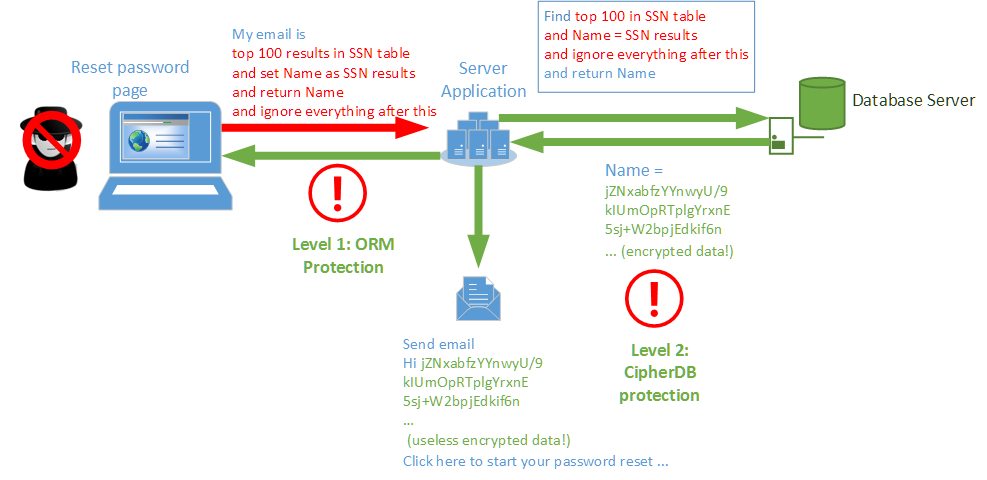 Reset password
page
My email is
top 100 results in SSN table
and set Name as SSN results
and return Name
and ignore everything after this
Server
Application
Find top 100 in SSN table
and Name = SSN results
and ignore everything after this
and return Name
Database Server
Level 1: ORM
Protection
Name =
jZNxabfzYYnwyU/9
kIUmOpRTplgYrxnE
5sj+W2bpjEdkif6n
... (encrypted data!)
Level 2:
CipherDB
protection
Send email
Hi jZNxabfzYYnwyU/9
kIUmOpRTplgYrxnE
5sj+W2bpjEdkif6n
...
(useless encrypted data!)
Click here to start your password reset ...